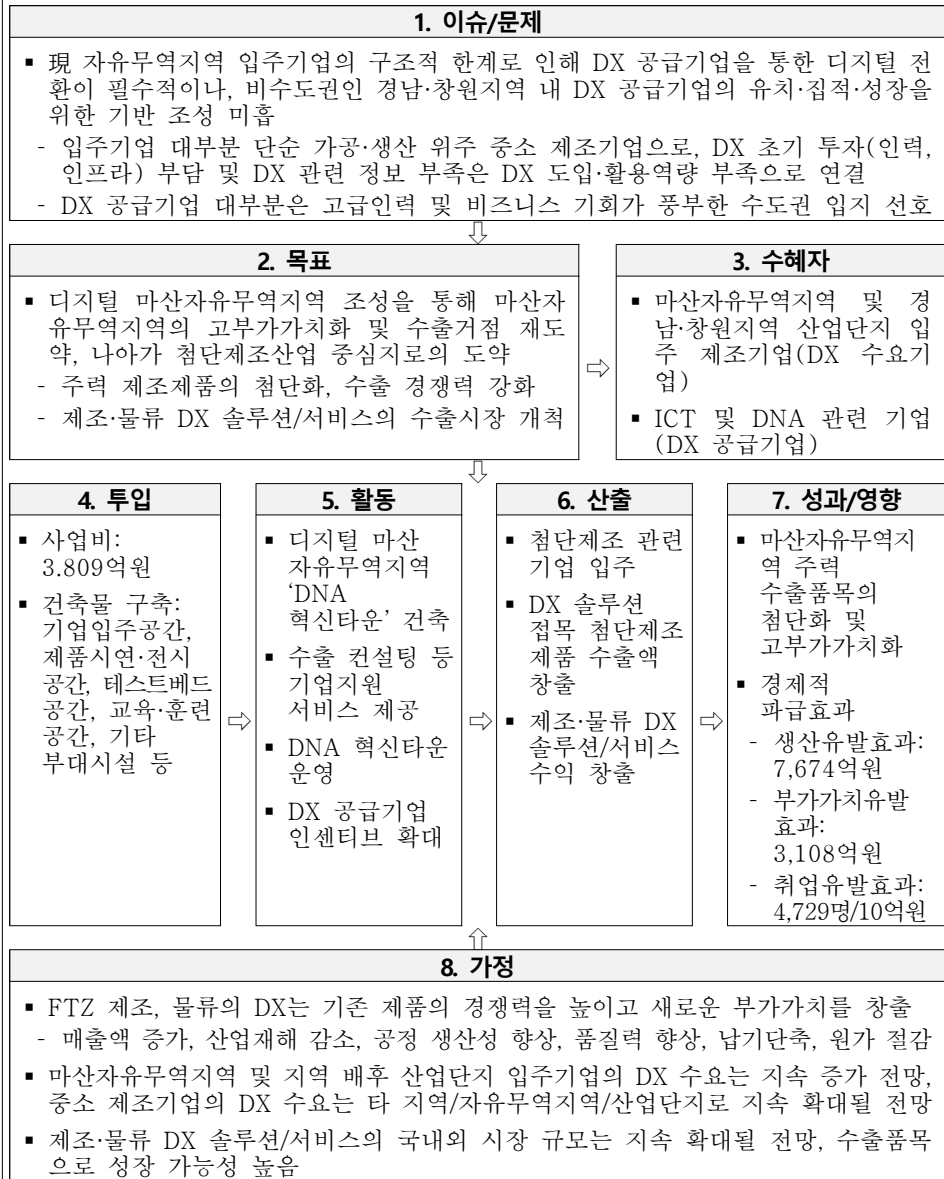 1. 이슈/문제
▪ 現 자유무역지역 입주기업의 구조적 한계로 인해 DX 공급기업을 통한 디지털 전
환이 필수적이나, 비수도권인 경남·창원지역 내 DX 공급기업의 유치·집적·성장을
위한 기반 조성 미흡
- 입주기업 대부분 단순 가공·생산 위주 중소 제조기업으로, DX 초기 투자(인력,
인프라) 부담 및 DX 관련 정보 부족은 DX 도입·활용역량 부족으로 연결
- DX 공급기업 대부분은 고급인력 및 비즈니스 기회가 풍부한 수도권 입지 선호
⇩
2. 목표
▪ 디지털 마산자유무역지역 조성을 통해 마산자
유무역지역의 고부가가치화 및 수출거점 재도
약, 나아가 첨단제조산업 중심지로의 도약
- 주력 제조제품의 첨단화, 수출 경쟁력 강화
- 제조·물류 DX 솔루션/서비스의 수출시장 개척
⇨
3. 수혜자
▪ 마산자유무역지역 및 경
남·창원지역 산업단지 입
주 제조기업(DX 수요기
업)
▪ ICT 및 DNA 관련 기업
(DX 공급기업)
⇩
4. 투입
▪ 사업비:
3.809억원
▪ 건축물 구축:
기업입주공간,
제품시연·전시
공간, 테스트베드
공간, 교육·훈련
공간, 기타
부대시설 등
⇨
5. 활동
▪ 디지털 마산
자유무역지역
‘DNA
혁신타운’ 건축
▪ 수출 컨설팅 등
기업지원
서비스 제공
▪ DNA 혁신타운
운영
▪ DX 공급기업
인센티브 확대
⇨
6. 산출
▪ 첨단제조 관련
기업 입주
▪ DX 솔루션
접목 첨단제조
제품 수출액
창출
▪ 제조·물류 DX
솔루션/서비스
수익 창출
⇨
7. 성과/영향
▪ 마산자유무역지
역 주력
수출품목의
첨단화 및
고부가가치화
▪ 경제적
파급효과
- 생산유발효과:
7,674억원
- 부가가치유발
효과:
3,108억원
- 취업유발효과:
4,729명/10억원
⇧
8. 가정
▪ FTZ 제조, 물류의 DX는 기존 제품의 경쟁력을 높이고 새로운 부가가치를 창출
- 매출액 증가, 산업재해 감소, 공정 생산성 향상, 품질력 향상, 납기단축, 원가 절감
▪ 마산자유무역지역 및 지역 배후 산업단지 입주기업의 DX 수요는 지속 증가 전망,
중소 제조기업의 DX 수요는 타 지역/자유무역지역/산업단지로 지속 확대될 전망
▪ 제조·물류 DX 솔루션/서비스의 국내외 시장 규모는 지속 확대될 전망, 수출품목
으로 성장 가능성 높음